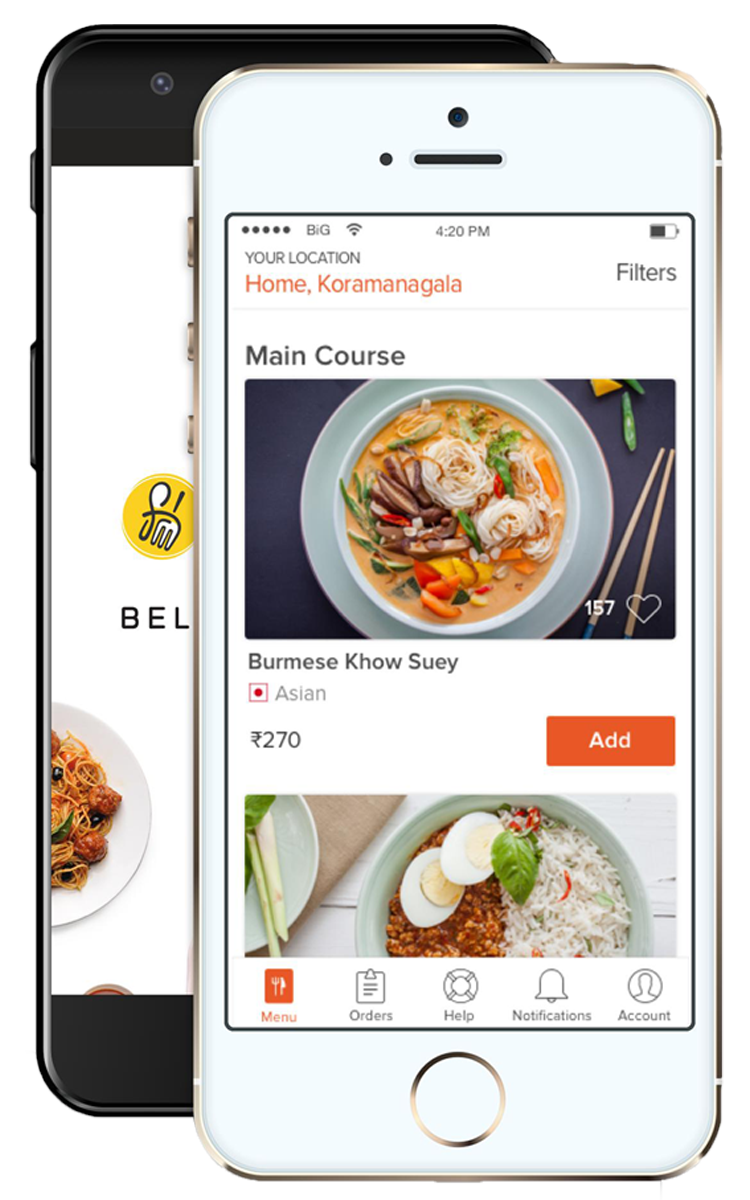 BiG
4:20 PM
YOUR LOCATION
Home, Koramanagala
Filters
Main Course
157
Burmese Khow Suey
Asian
₹270
Add
Menu
Orders
Help
Notifications
Account
BEL